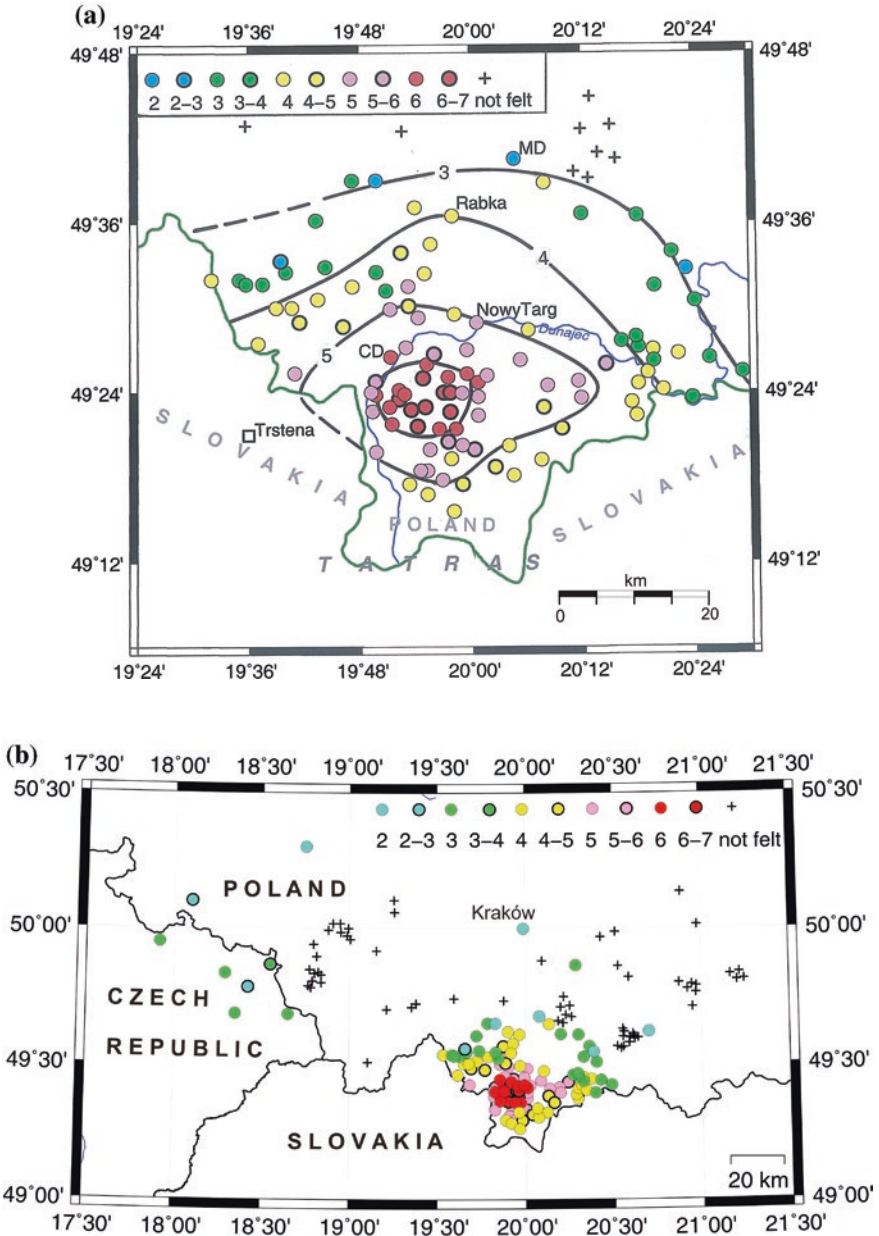 (a)
19°24' 19°36' 19°48' 20°00' 20°12' 20°24'
49°48' 49°48'
2 2–3 3 3–4 4 4–5 5 5–6 6 6–7 not felt
MD
3
49°36' Rabka 49°36'
4
NowyTarg
Dunajec
5 CD
49°24' 49°24'
Trstena
SLOVAKIA
SLOVAKIA
POLAND
49°12' TATRAS 49°12'
km
0 20
19°24' 19°36' 19°48' 20°00' 20°12' 20°24'
(b)
17°30' 18°00' 18°30' 19°00' 19°30' 20°00' 20°30' 21°00' 21°30'
50°30' 50°30'
2 2–3 3 3–4 4 4–5 5 5–6 6 6–7 not felt
POLAND
Kraków
50°00' 50°00'
CZECH
REPUBLIC
49°30' 49°30'
SLOVAKIA
20 km
49°00' 49°00'
17°30' 18°00' 18°30' 19°00' 19°30' 20°00' 20°30' 21°00' 21°30'